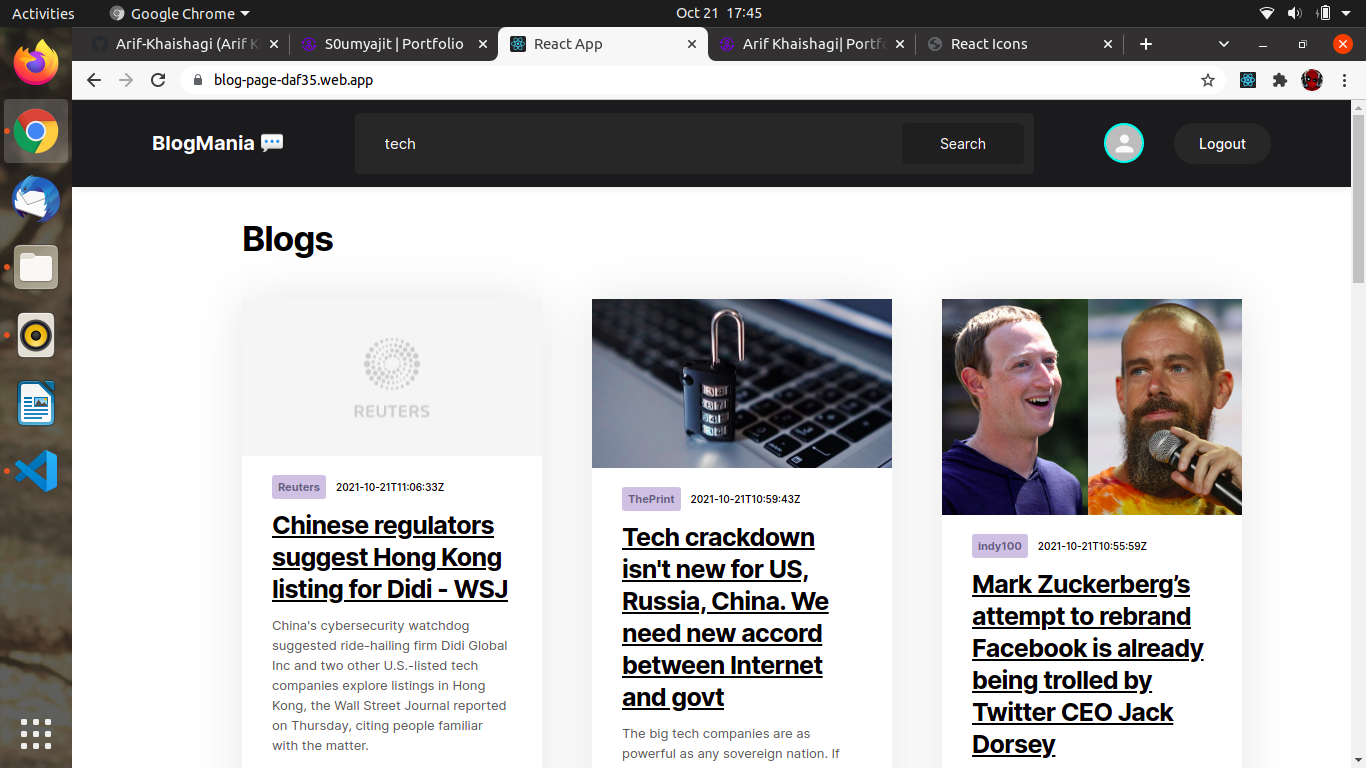 Activities
Google Chrome
Oct 21 17:45
Arif-Khaishagi (Arif K
S0umyajit | Portfolio
React App
Arif Khaishagi| Portfo
React Icons
blog-page-daf35.web.app
BlogMania
tech
Search
Logout
Blogs
REUTERS
Reuters 2021-10-21T11:06:33Z
Chinese regulators
suggest Hong Kong
listing for Didi - WSJ
China's cybersecurity watchdog
suggested ride-hailing firm Didi Global
Inc and two other U.S.-listed tech
companies explore listings in Hong
Kong, the Wall Street Journal reported
on Thursday, citing people familiar
with the matter.
ThePrint 2021-10-21T10:59:43Z
Tech crackdown
isn't new for US,
Russia, China. We
need new accord
between Internet
and govt
The big tech companies are as
powerful as any sovereign nation. If
indy100 2021-10-21T10:55:59Z
Mark Zuckerberg’s
attempt to rebrand
Facebook is already
being trolled by
Twitter CEO Jack
Dorsey